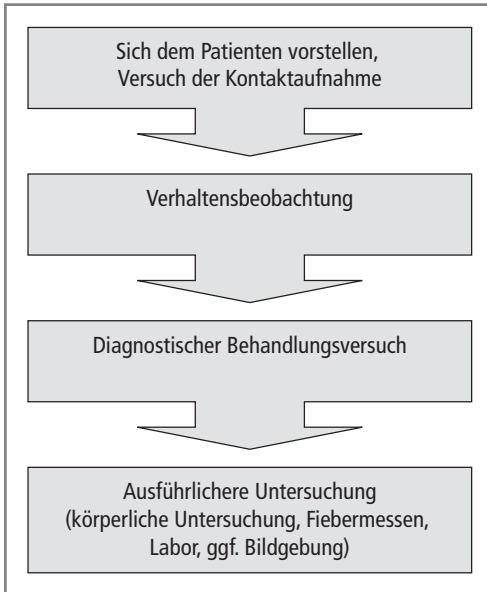 Sich dem Patienten vorstellen,
Versuch der Kontaktaufnahme
Verhaltensbeobachtung
Diagnostischer Behandlungsversuch
Ausführlichere Untersuchung
(körperliche Untersuchung, Fiebermessen,
Labor, ggf. Bildgebung)